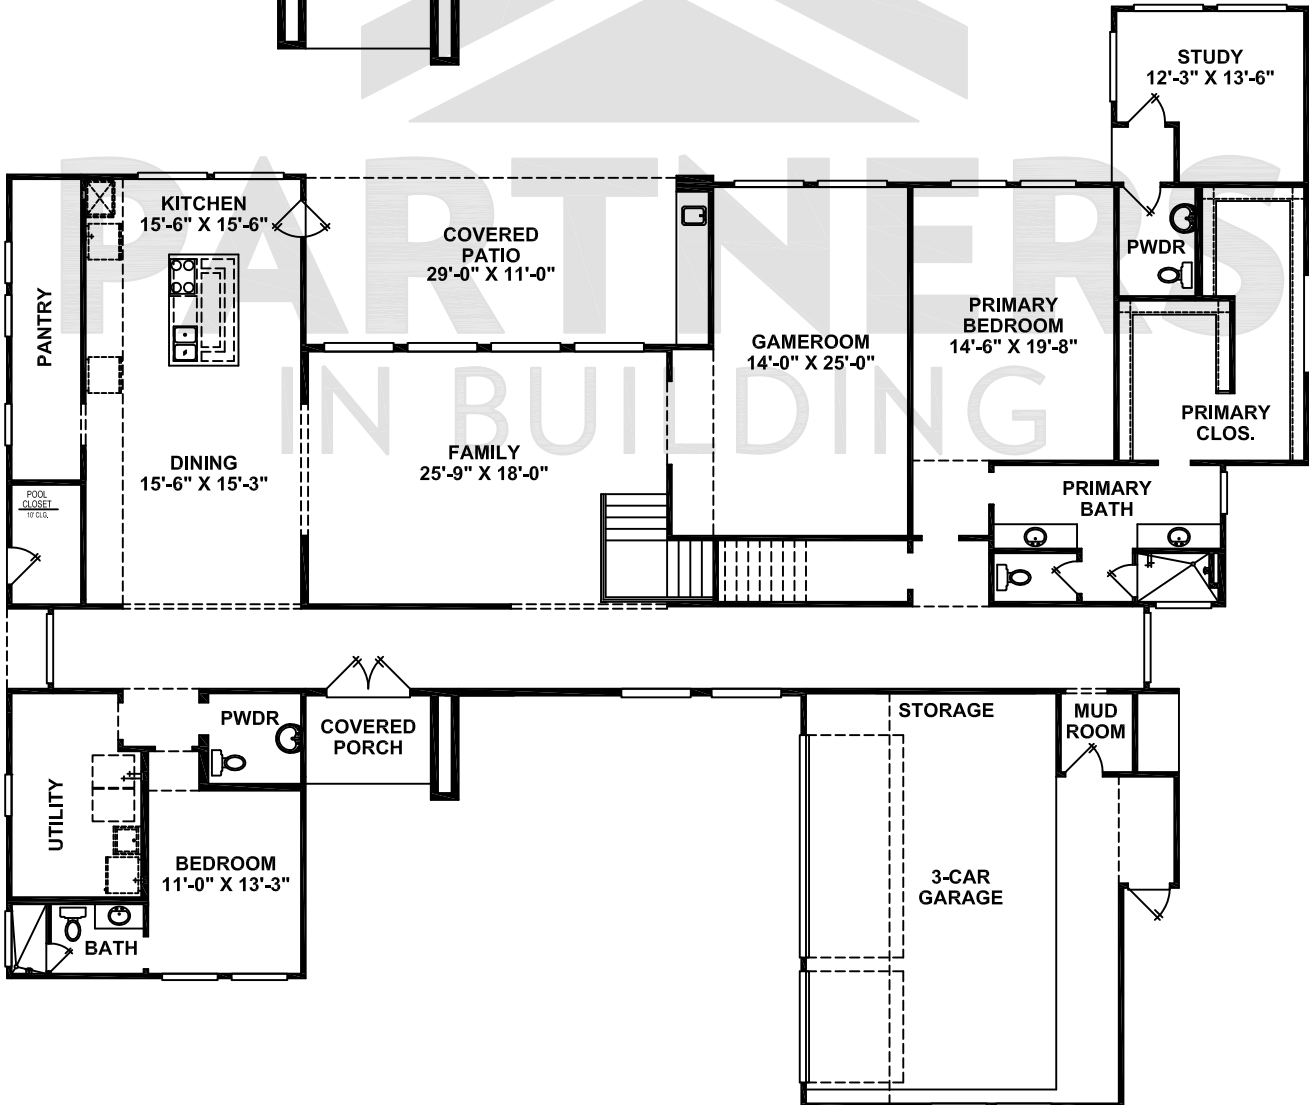 STUDY
12'-3" X 13'-6"
KITCHEN
15'-6" X 15'-6"
COVERED
PATIO
29'-0" X 11'-0"
PWDR
PARTNERS
IN BUILDING
PANTRY
PRIMARY
BEDROOM
14'-6" X 19'-8"
GAMEROOM
14'-0" X 25'-0"
PRIMARY
CLOS.
DINING
15'-6" X 15'-3"
FAMILY
25'-9" X 18'-0"
POOL
CLOSET
10' CLG.
PRIMARY
BATH
PWDR
COVERED
PORCH
STORAGE
MUD
ROOM
UTILITY
BEDROOM
11'-0" X 13'-3"
3-CAR
GARAGE
BATH